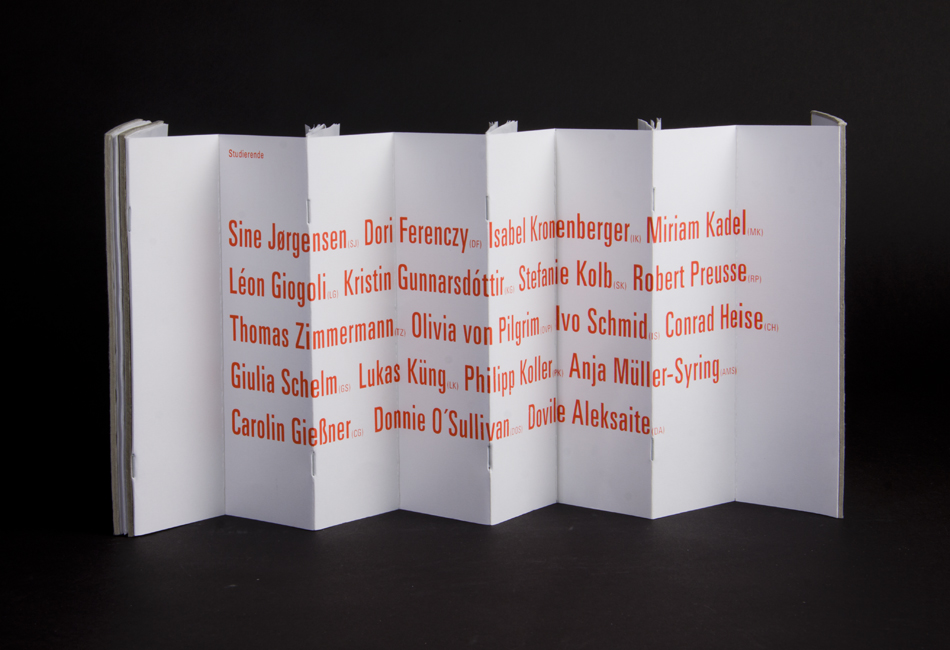 Studierende
Sine Jørgensen (SJ) Dori Ferenczy (DF) Isabel Kronenberger (IK) Miriam Kadel (MK)
Léon Giogoli (LG) Kristin Gunnarsdóttir (KG) Stefanie Kolb (SK) Robert Preusse (RP)
Thomas Zimmermann (TZ) Olivia von Pilgrim (OVP) Ivo Schmid (IS) Conrad Heise (CH)
Giulia Schelm (GS) Lukas Küng (LK) Philipp Koller (PK) Anja Müller-Syring (AMS)
Carolin Gießner (CG) Donnie O´Sullivan (DOS) Dovile Aleksaite (DA)